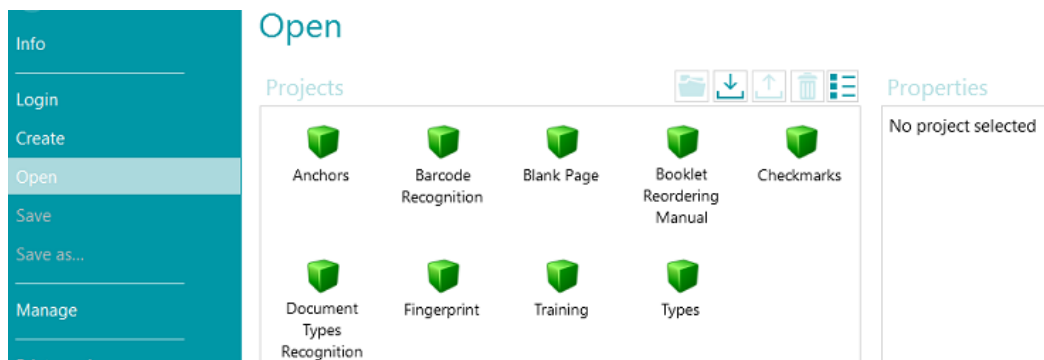 Info
Login
Create
Open
Save
Save as...
Manage
Open
Projects
Anchors
Barcode
Recognition
Blank Page
Booklet
Reordering
Manual
Checkmarks
Document
Types
Recognition
Fingerprint
Training
Types
Properties
No project selected